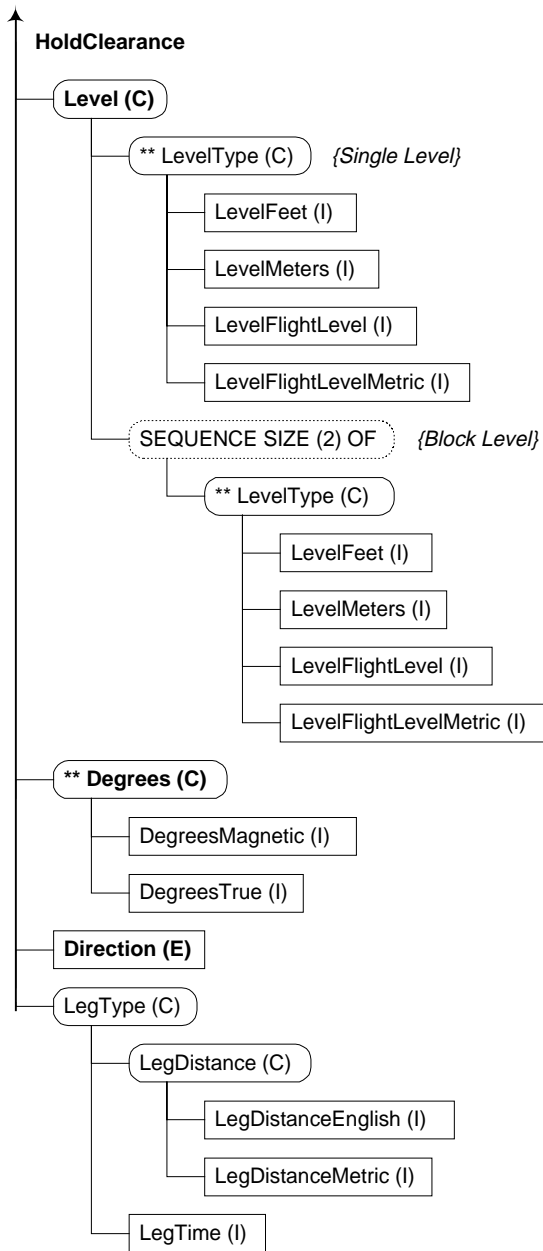 HoldClearance
Level (C)
** LevelType (C) {Single Level}
LevelFeet (I)
LevelMeters (I)
LevelFlightLevel (I)
LevelFlightLevelMetric (I)
SEQUENCE SIZE (2) OF {Block Level}
** LevelType (C)
LevelFeet (I)
LevelMeters (I)
LevelFlightLevel (I)
LevelFlightLevelMetric (I)
** Degrees (C)
DegreesMagnetic (I)
DegreesTrue (I)
Direction (E)
LegType (C)
LegDistance (C)
LegDistanceEnglish (I)
LegDistanceMetric (I)
LegTime (I)